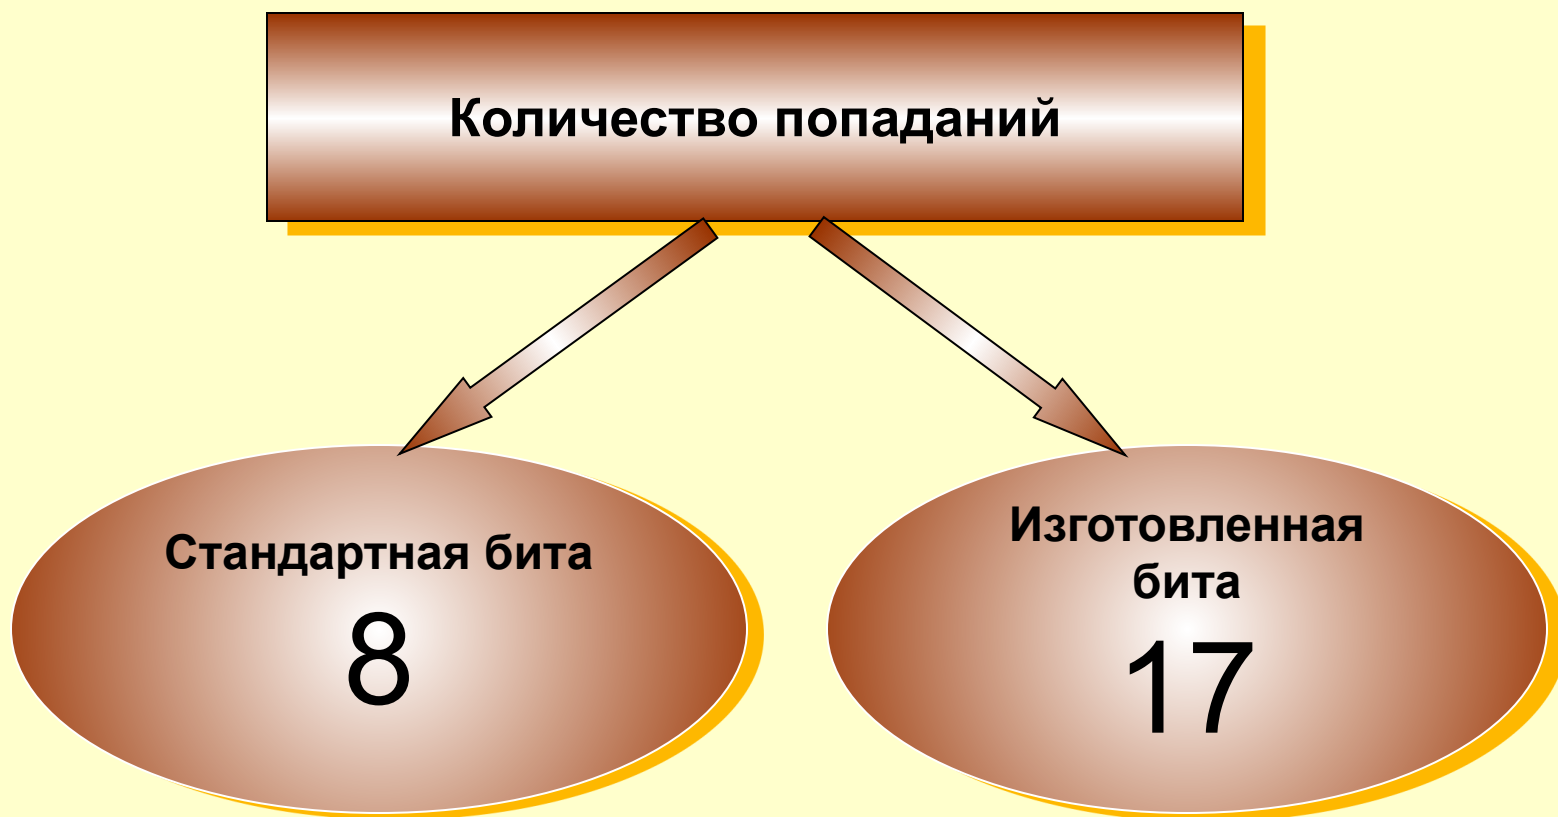 Количество попаданий
Стандартная бита
8
Изготовленная
бита
17